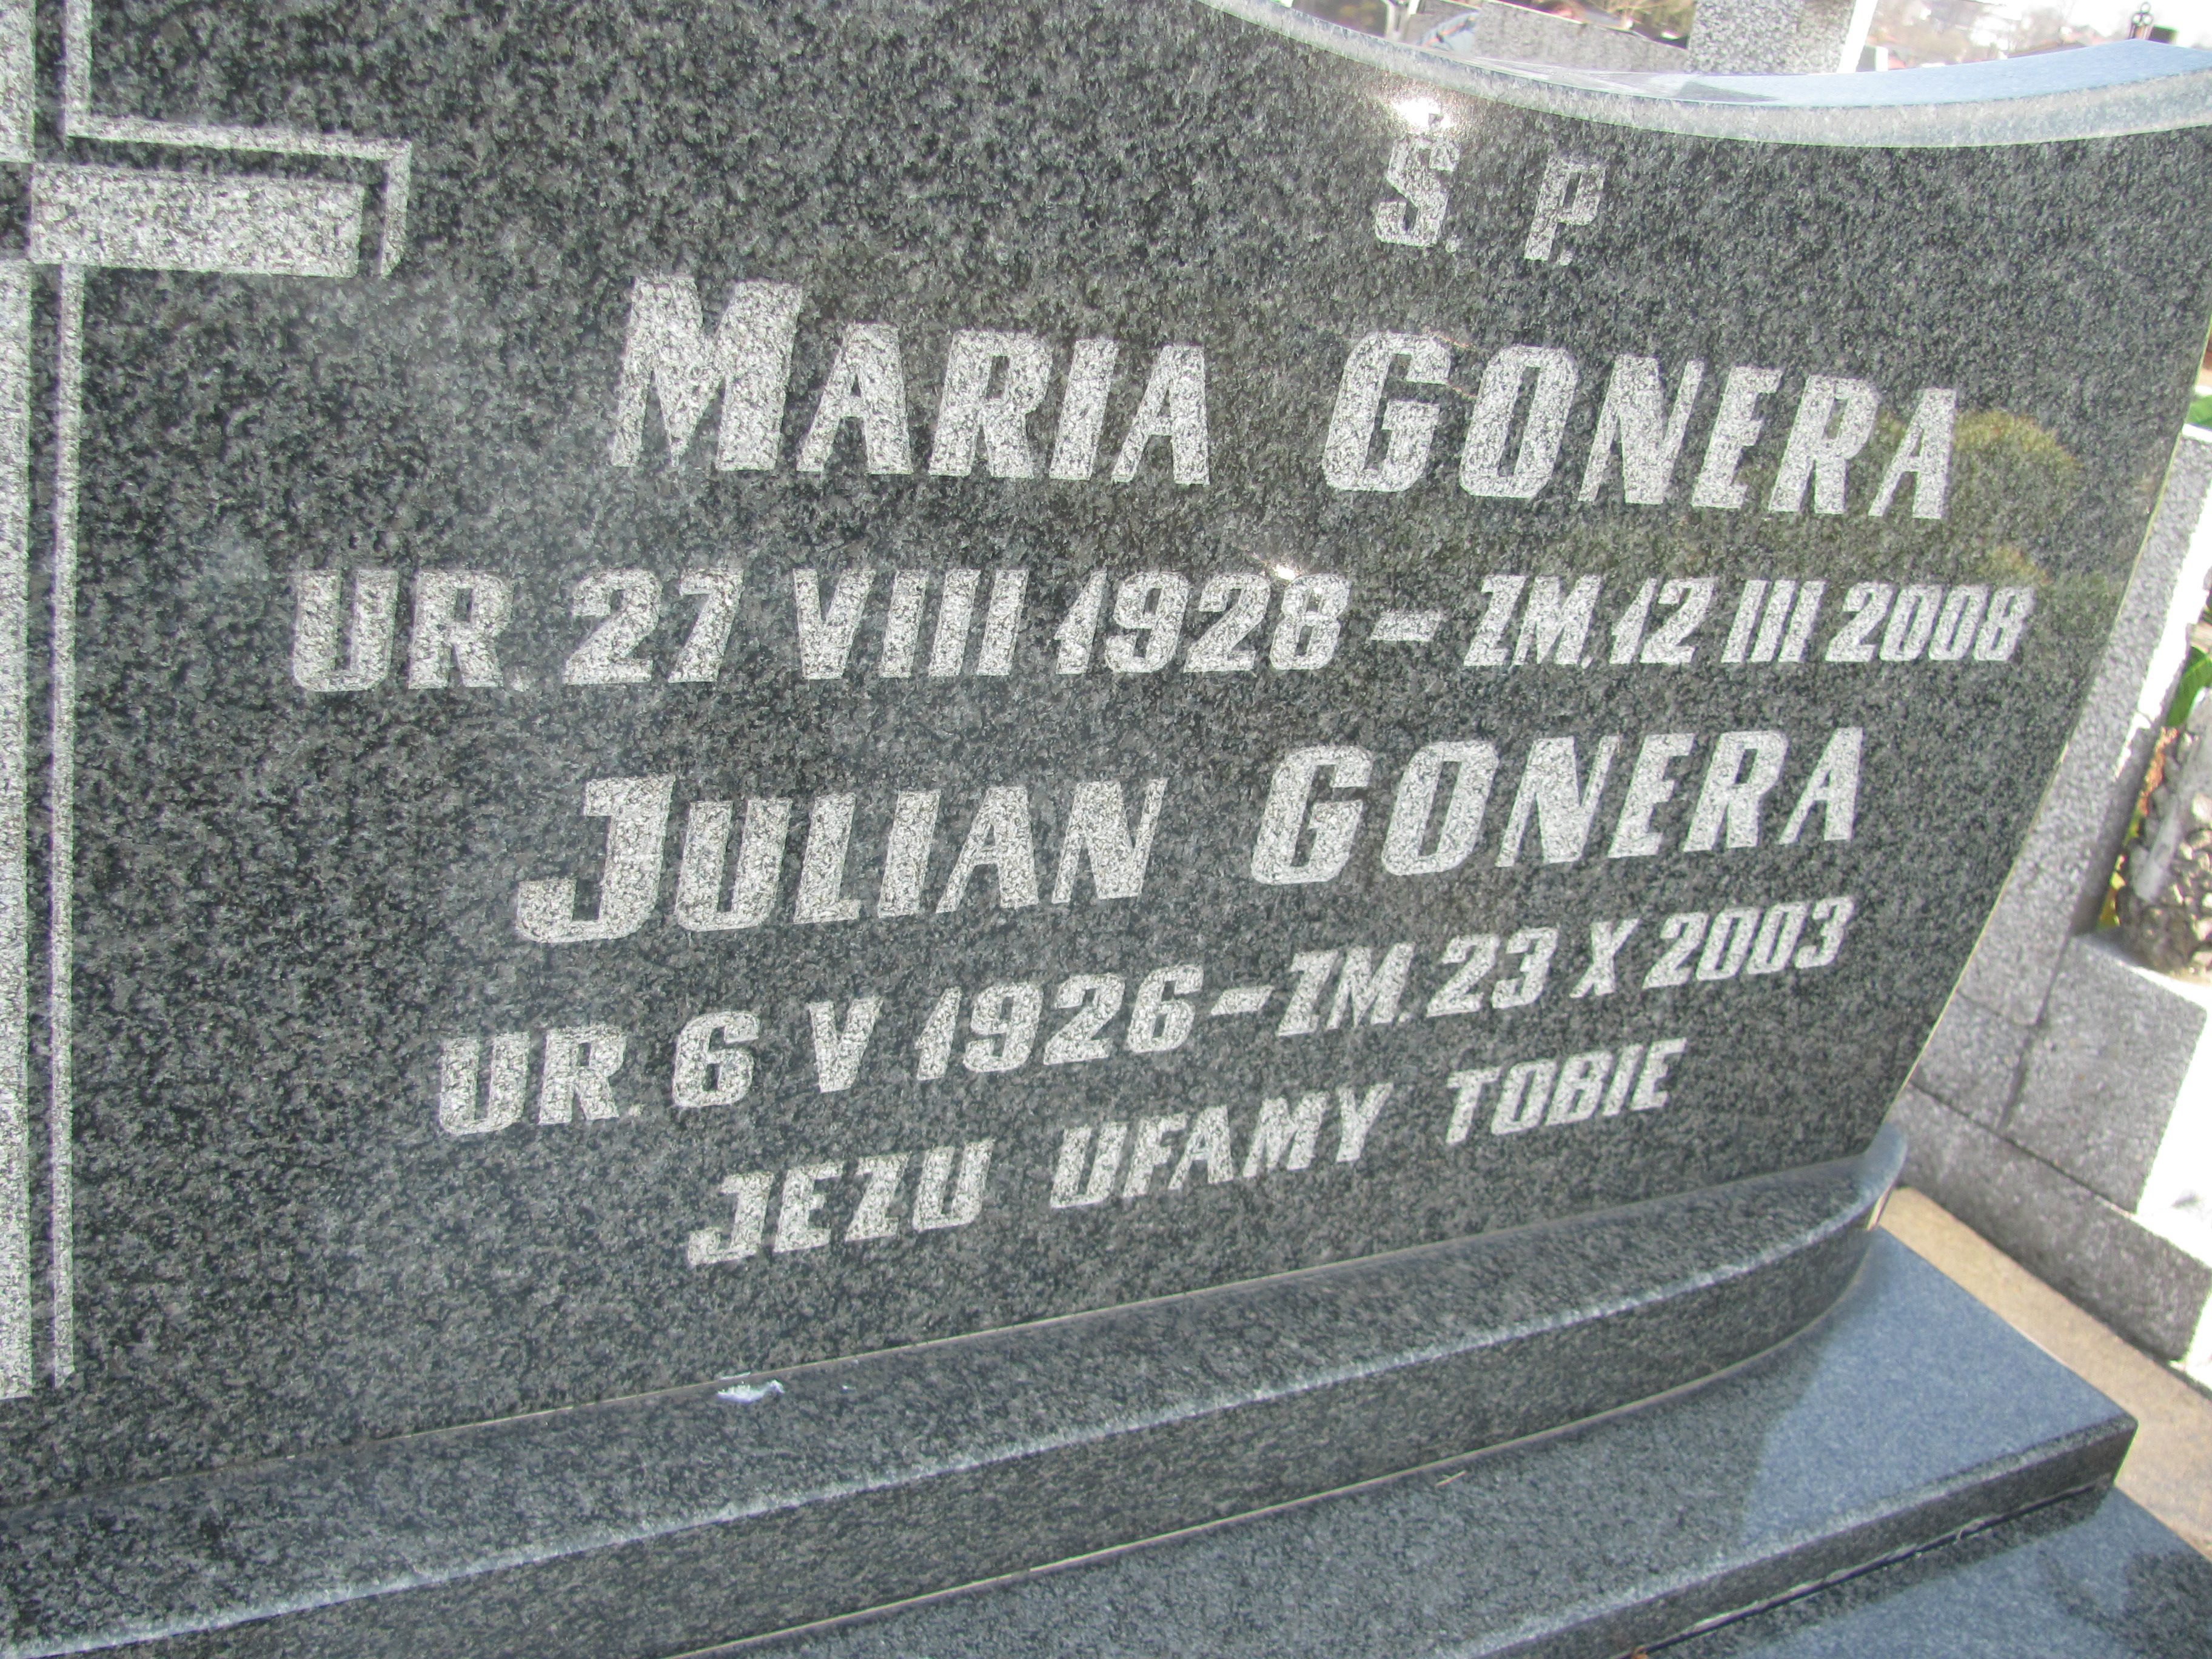 Ś. P.
MARIA GONERA
UR. 27 VIII 1928 – ZM. 12 III 2008
JULIAN GONERA
UR. 6 V 1926 – ZM. 23 X 2003
JEZU UFAMY TOBIE